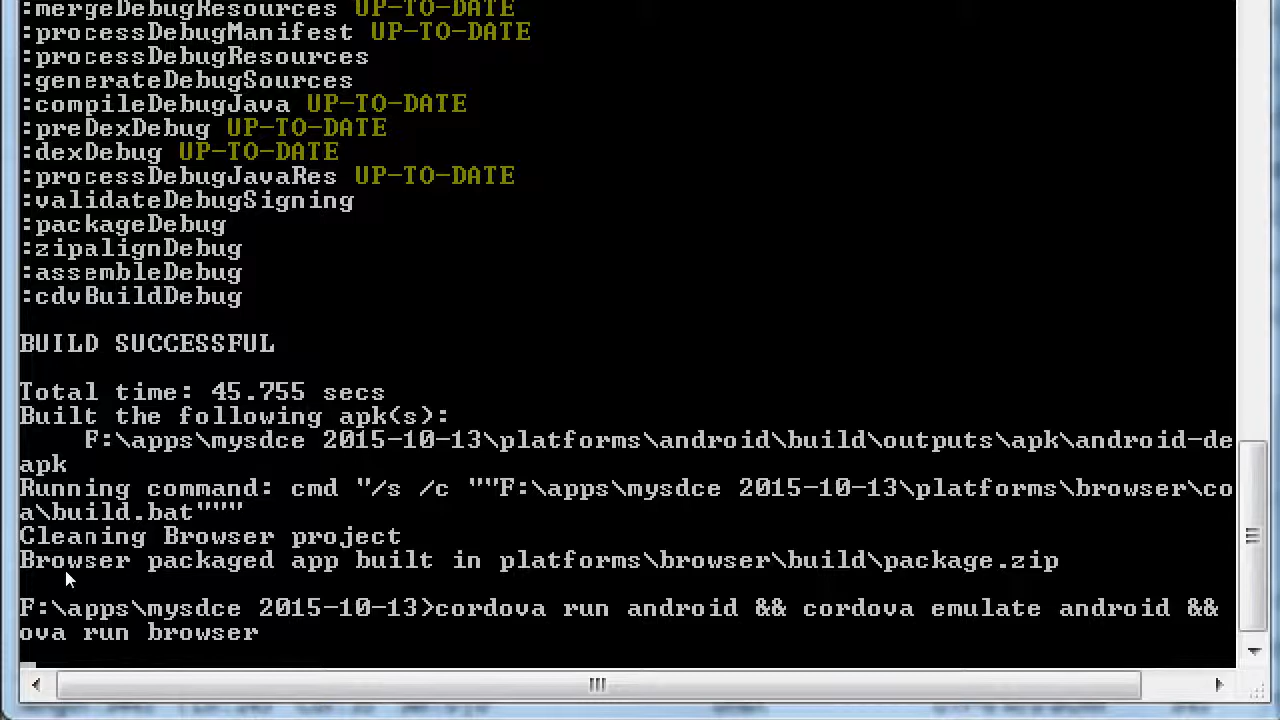 :mergeDebugResources UP-TO-DATE
:processDebugManifest UP-TO-DATE
:processDebugResources
:generateDebugSources
:compileDebugJava UP-TO-DATE
:preDexDebug UP-TO-DATE
:dexDebug UP-TO-DATE
:processDebugJavaRes UP-TO-DATE
:validateDebugSigning
:packageDebug
:zipalignDebug
:assembleDebug
:cdvBuildDebug
BUILD SUCCESSFUL
Total time: 45.755 secs
Built the following apk(s):
F:\apps\mysdce 2015-10-13\platforms\android\build\outputs\apk\android-de
apk
Running command: cmd "/s /c ""F:\apps\mysdce 2015-10-13\platforms\browser\co
a\build.bat"""
Cleaning Browser project
Browser packaged app built in platforms\browser\build\package.zip
F:\apps\mysdce 2015-10-13>cordova run android && cordova emulate android &&
ova run browser